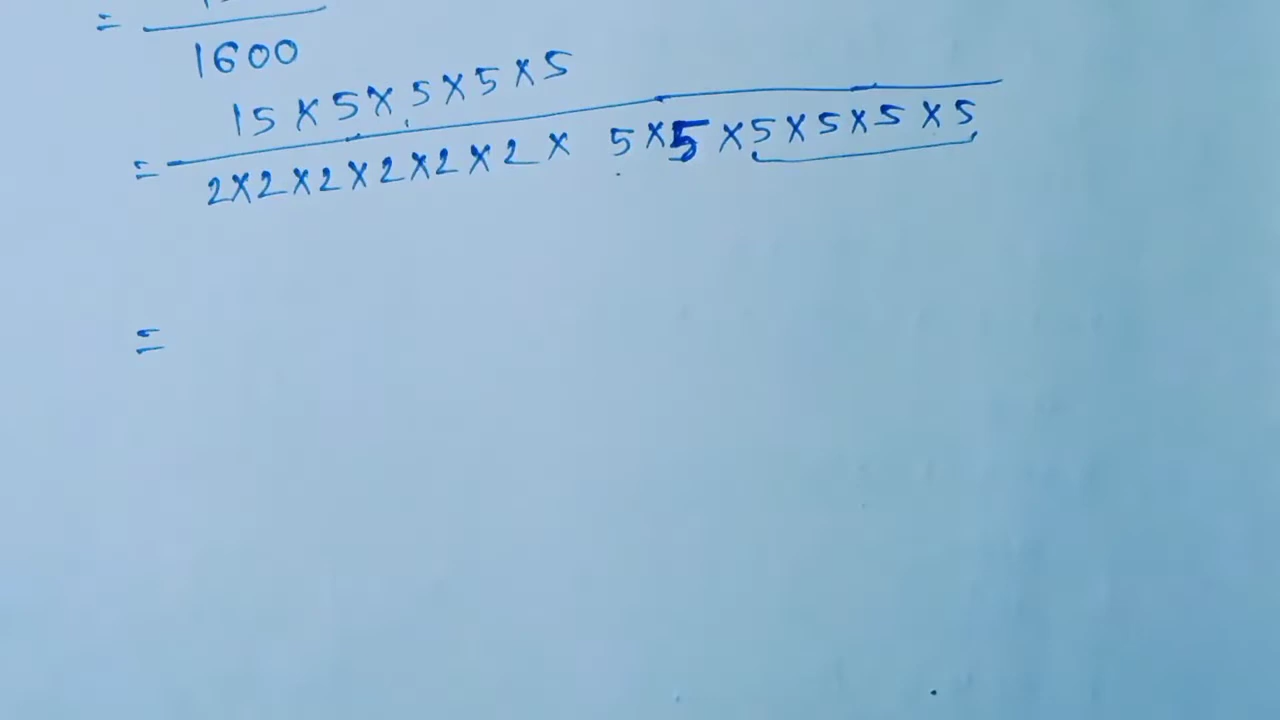 =
1600
15 × 5 × 5 × 5 × 5
= 2 × 2 × 2 × 2 × 2 × 2 × 5 × 5 × 5 × 5 × 5 × 5
=